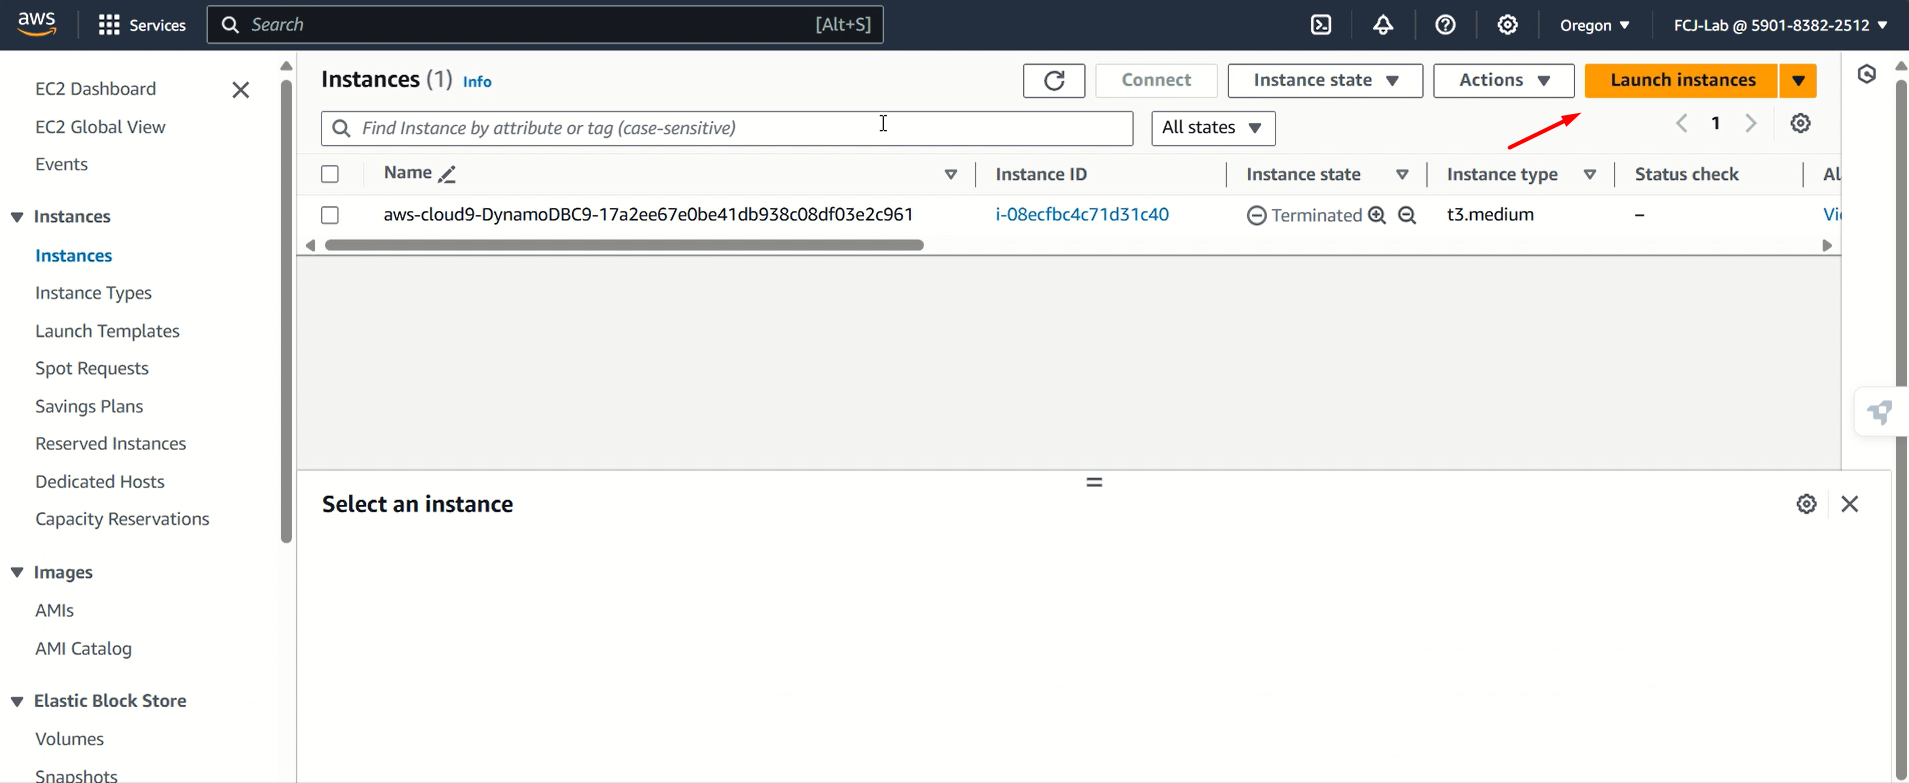 aws
Services
Search [Alt+S]
Oregon
FCJ-Lab @ 5901-8382-2512
EC2 Dashboard
EC2 Global View
Events
Instances
Instances
Instance Types
Launch Templates
Spot Requests
Savings Plans
Reserved Instances
Dedicated Hosts
Capacity Reservations
Images
AMIs
AMI Catalog
Elastic Block Store
Volumes
Snapshots
Instances (1) Info
Connect
Instance state
Actions
Launch instances
Find Instance by attribute or tag (case-sensitive)
All states
1
Name Instance ID Instance state Instance type Status check Al
aws-cloud9-DynamoDBC9-17a2ee67e0be41db938c08df03e2c961 i-08ecfbc4c71d31c40 Terminated t3.medium – Vi
Select an instance